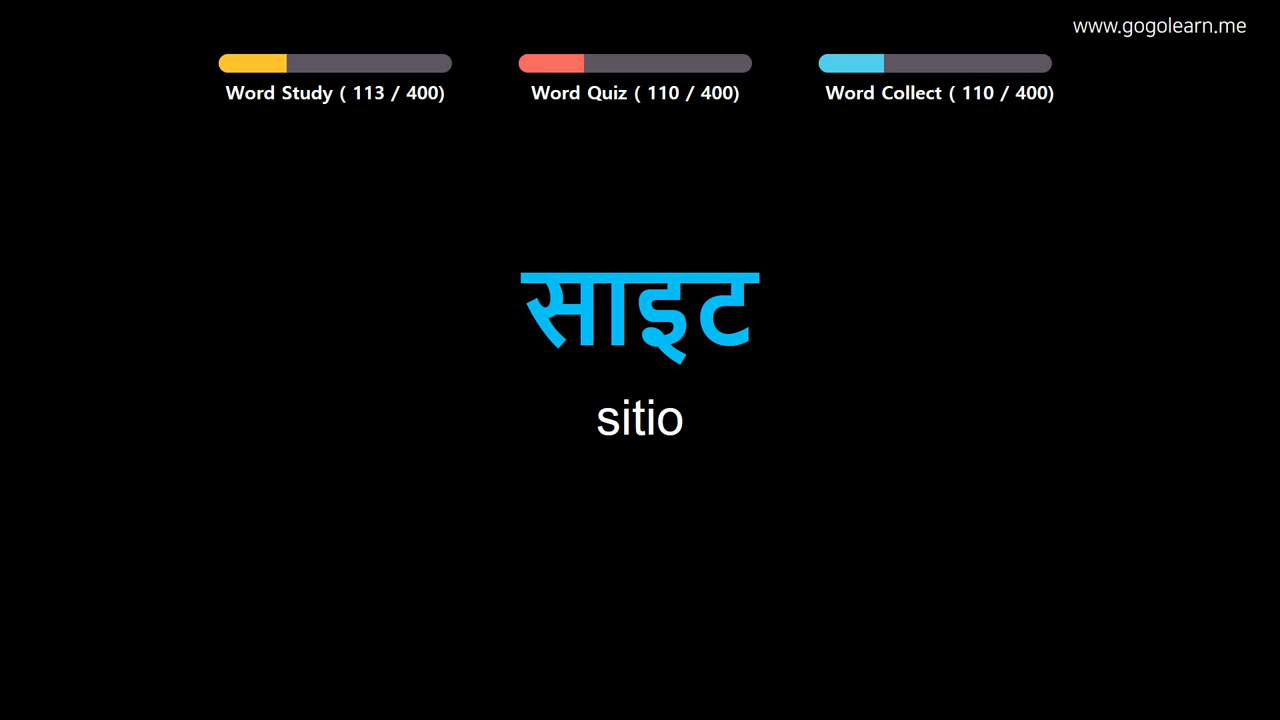 www.gogolearn.me
Word Study ( 113 / 400)
Word Quiz ( 110 / 400)
Word Collect ( 110 / 400)
साइट
sitio